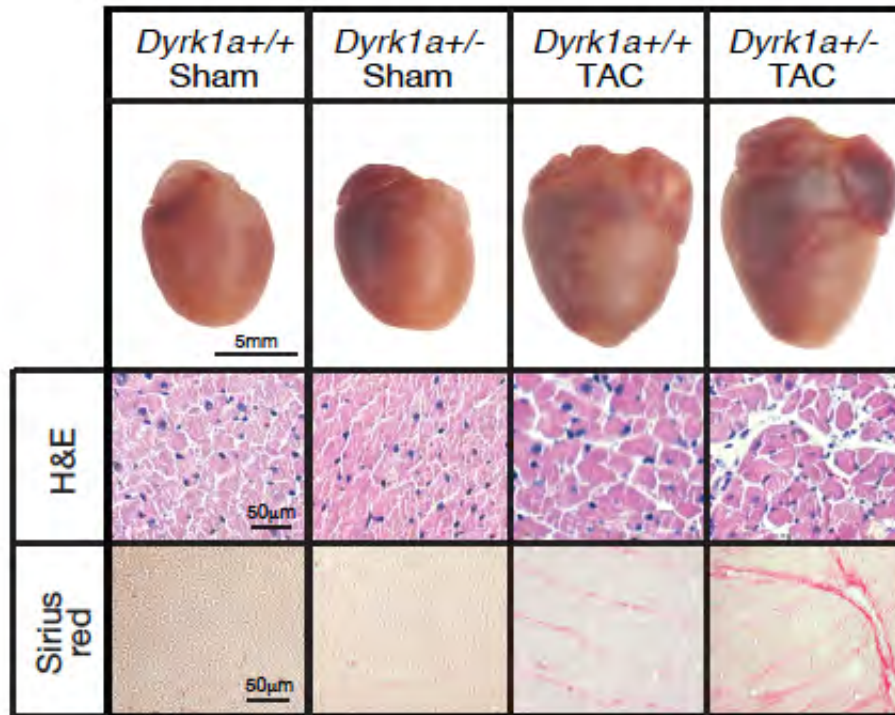 Dyrk1a+/+
Sham
Dyrk1a+/-
Sham
Dyrk1a+/+
TAC
Dyrk1a+/-
TAC
5mm
H&E
50μm
Sirius
red
50μm